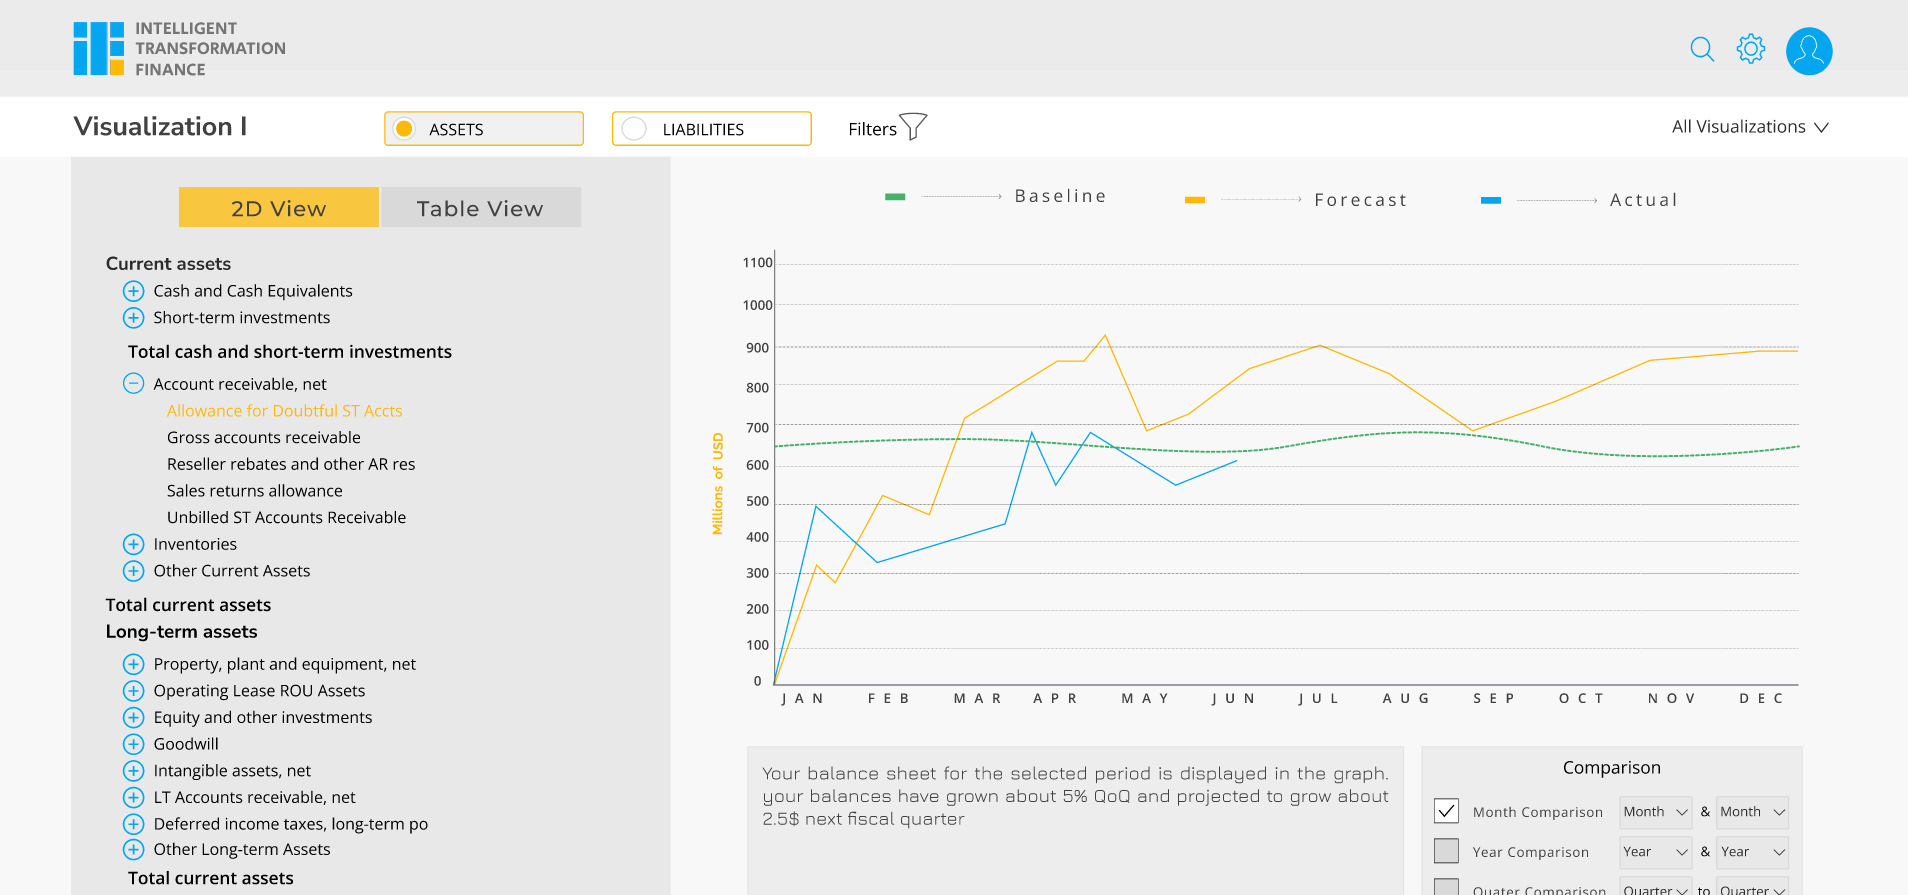 INTELLIGENT
TRANSFORMATION
FINANCE
Visualization I
ASSETS
LIABILITIES
Filters
All Visualizations
2D View
Table View
Current assets
Cash and Cash Equivalents
Short-term investments
Total cash and short-term investments
Account receivable, net
Allowance for Doubtful ST Accts
Gross accounts receivable
Reseller rebates and other AR res
Sales returns allowance
Unbilled ST Accounts Receivable
Inventories
Other Current Assets
Total current assets
Long-term assets
Property, plant and equipment, net
Operating Lease ROU Assets
Equity and other investments
Goodwill
Intangible assets, net
LT Accounts receivable, net
Deferred income taxes, long-term po
Other Long-term Assets
Total current assets
Baseline
Forecast
Actual
Millions of USD
1100
1000
900
800
700
600
500
400
300
200
100
0
JAN FEB MAR APR MAY JUN JUL AUG SEP OCT NOV DEC
Your balance sheet for the selected period is displayed in the graph.
your balances have grown about 5% QoQ and projected to grow about
2.5$ next fiscal quarter
Comparison
Month Comparison Month & Month
Year Comparison Year & Year
Quater Comparison Quarter to Quarter